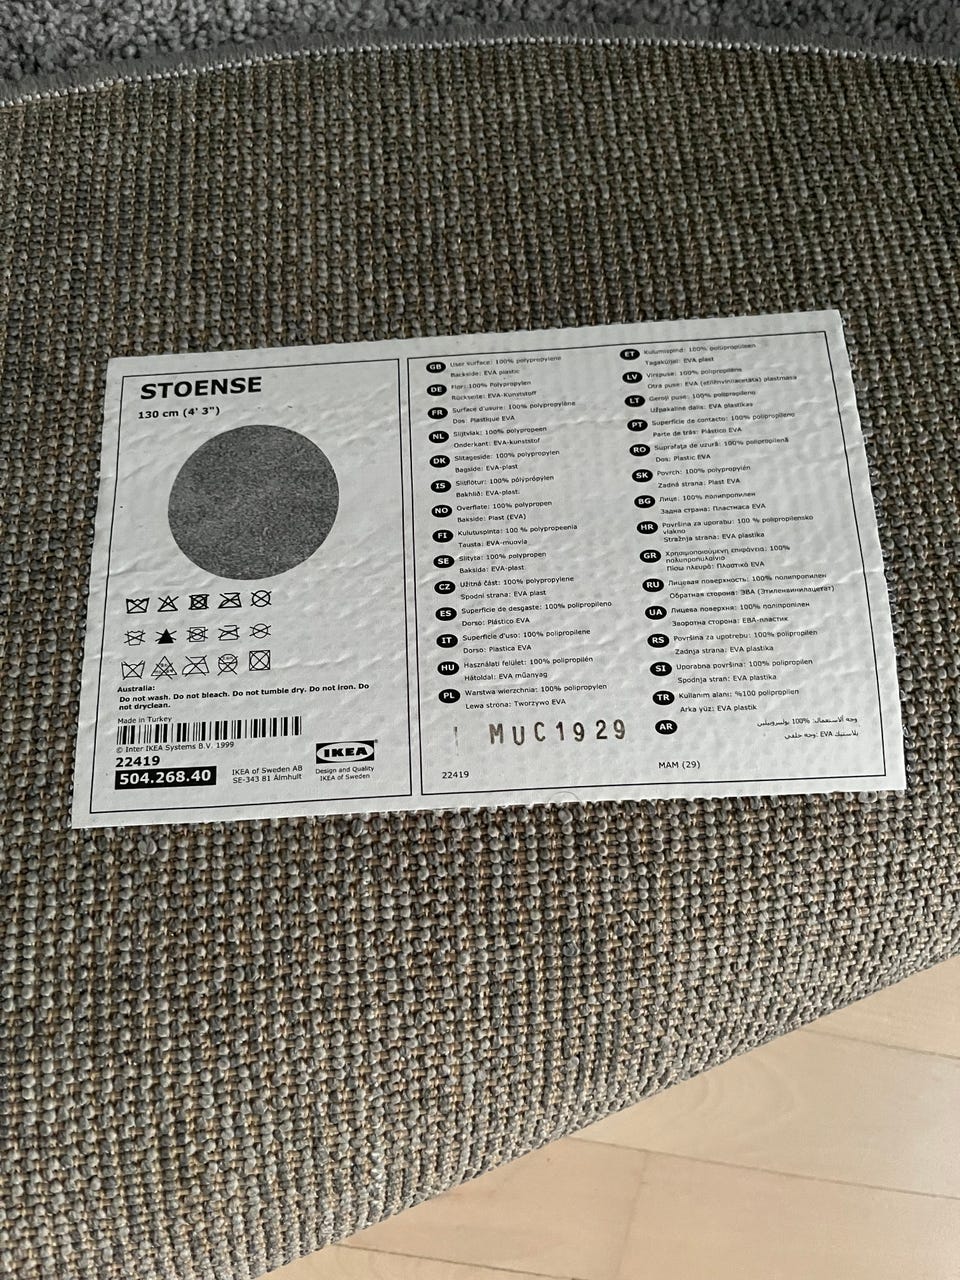 STOENSE
130 cm (4' 3")
Australia:
Do not wash. Do not bleach. Do not tumble dry. Do not iron. Do
not dryclean.
Made in Turkey
© Inter IKEA Systems B.V. 1999
22419
504.268.40
IKEA of Sweden AB
SE-343 81 Älmhult
IKEA
Design and Quality
IKEA of Sweden
GB User surface: 100% polypropylene
Backside: EVA plastic
DE Flor: 100% Polypropylen
Rückseite: EVA-Kunststoff
FR Surface d'usure: 100% polypropylène
Dos: Plastique EVA
NL Slijtvlak: 100% polypropeen
Onderkant: EVA-kunststof
DK Slitageside: 100% polypropylen
Bagside: EVA-plast
IS Slitflötur: 100% pólýprópýlen
Bakhlið: EVA-plast
NO Overflate: 100% polypropen
Bakside: Plast (EVA)
FI Kulutuspinta: 100 % polypropeenia
Tausta: EVA-muovia
SE Slityta: 100% polypropen
Baksida: EVA-plast
CZ Užitná část: 100% polypropylene
Spodní strana: EVA plast
ES Superficie de desgaste: 100% polipropileno
Dorso: Plástico EVA
IT Superficie d'uso: 100% polipropilene
Dorso: Plastica EVA
HU Használati felület: 100% polipropilén
Hátoldal: EVA műanyag
PL Warstwa wierzchnia: 100% polipropylen
Lewa strona: Tworzywo EVA
MUC1929
22419
ET Kulumispind: 100% polüpropüleen
Tagakülje: EVA plast
LV Virspuse: 100% polipropilēns
Otra puse: EVA (etilēnvinilacetāta) plastmasa
LT Geroji pusė: 100% polipropileno
Užpakalinė dalis: EVA plastikas
PT Superfície de contacto: 100% polipropileno
Parte de trás: Plástico EVA
RO Suprafaţa de uzură: 100% polipropilenă
Dos: Plastic EVA
SK Povrch: 100% polypropylén
Zadná strana: Plast EVA
BG Лице: 100% полипропилен
Задна страна: Пластмаса EVA
HR Površina za uporabu: 100 % polipropilensko
vlakno
Stražnja strana: EVA plastika
GR Χρησιμοποιούμενη επιφάνεια: 100%
πολυπροπυλαίνιο
Πίσω πλευρά: Πλαστικό EVA
RU Лицевая поверхность: 100% полипропилен
Обратная сторона: ЭВА (Этиленвинилацетат)
UA Лицева поверхня: 100% поліпропілен
Зворотна сторона: ЕВА-пластик
RS Površina za upotrebu: 100% polipropilen
Zadnja strana: EVA plastika
SI Uporabna površina: 100% polipropilen
Spodnja stran: EVA plastika
TR Kullanım alanı: %100 polipropilen
Arka yüz: EVA plastik
AR وجه الاستعمال: 100% بوليبروبيلين
وجه خلفي: EVA بلاستيك
MAM (29)